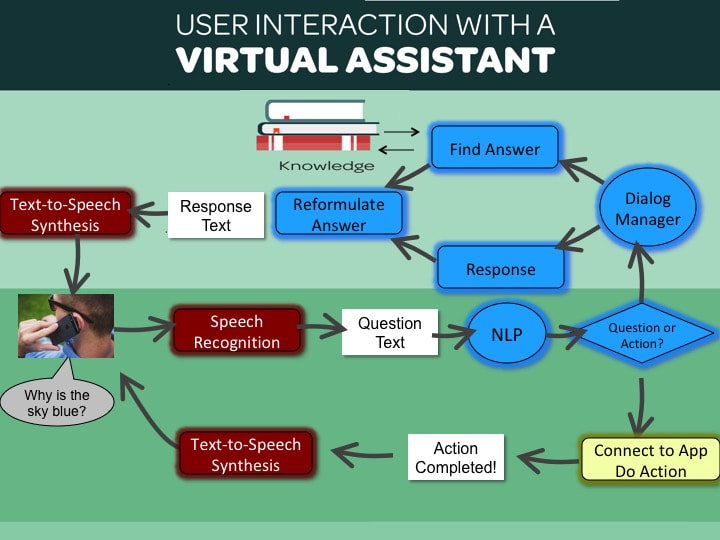 USER INTERACTION WITH A
VIRTUAL ASSISTANT
Knowledge
Find Answer
Text-to-Speech
Synthesis
Response
Text
Reformulate
Answer
Dialog
Manager
Response
Speech
Recognition
Question
Text
NLP
Question or
Action?
Why is the
sky blue?
Text-to-Speech
Synthesis
Action
Completed!
Connect to App
Do Action